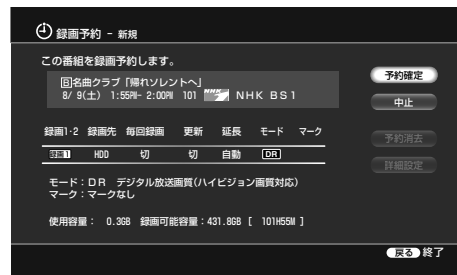 録画予約 - 新規
この番組を録画予約します。
予約確定
圓名曲クラブ「帰れソレントへ」
8/ 9(土) 1:55PM- 2:00PM 101 NHK BS1
中止
録画1･2 録画先 毎回録画 更新 延長 モード マーク
予約消去
録画1 HDD 切 切 自動 DR
詳細設定
モード:DR デジタル放送画質(ハイビジョン画質対応)
マーク:マークなし
使用容量: 0.3GB 録画可能容量:431.8GB [ 101H55M ]
戻る 終了